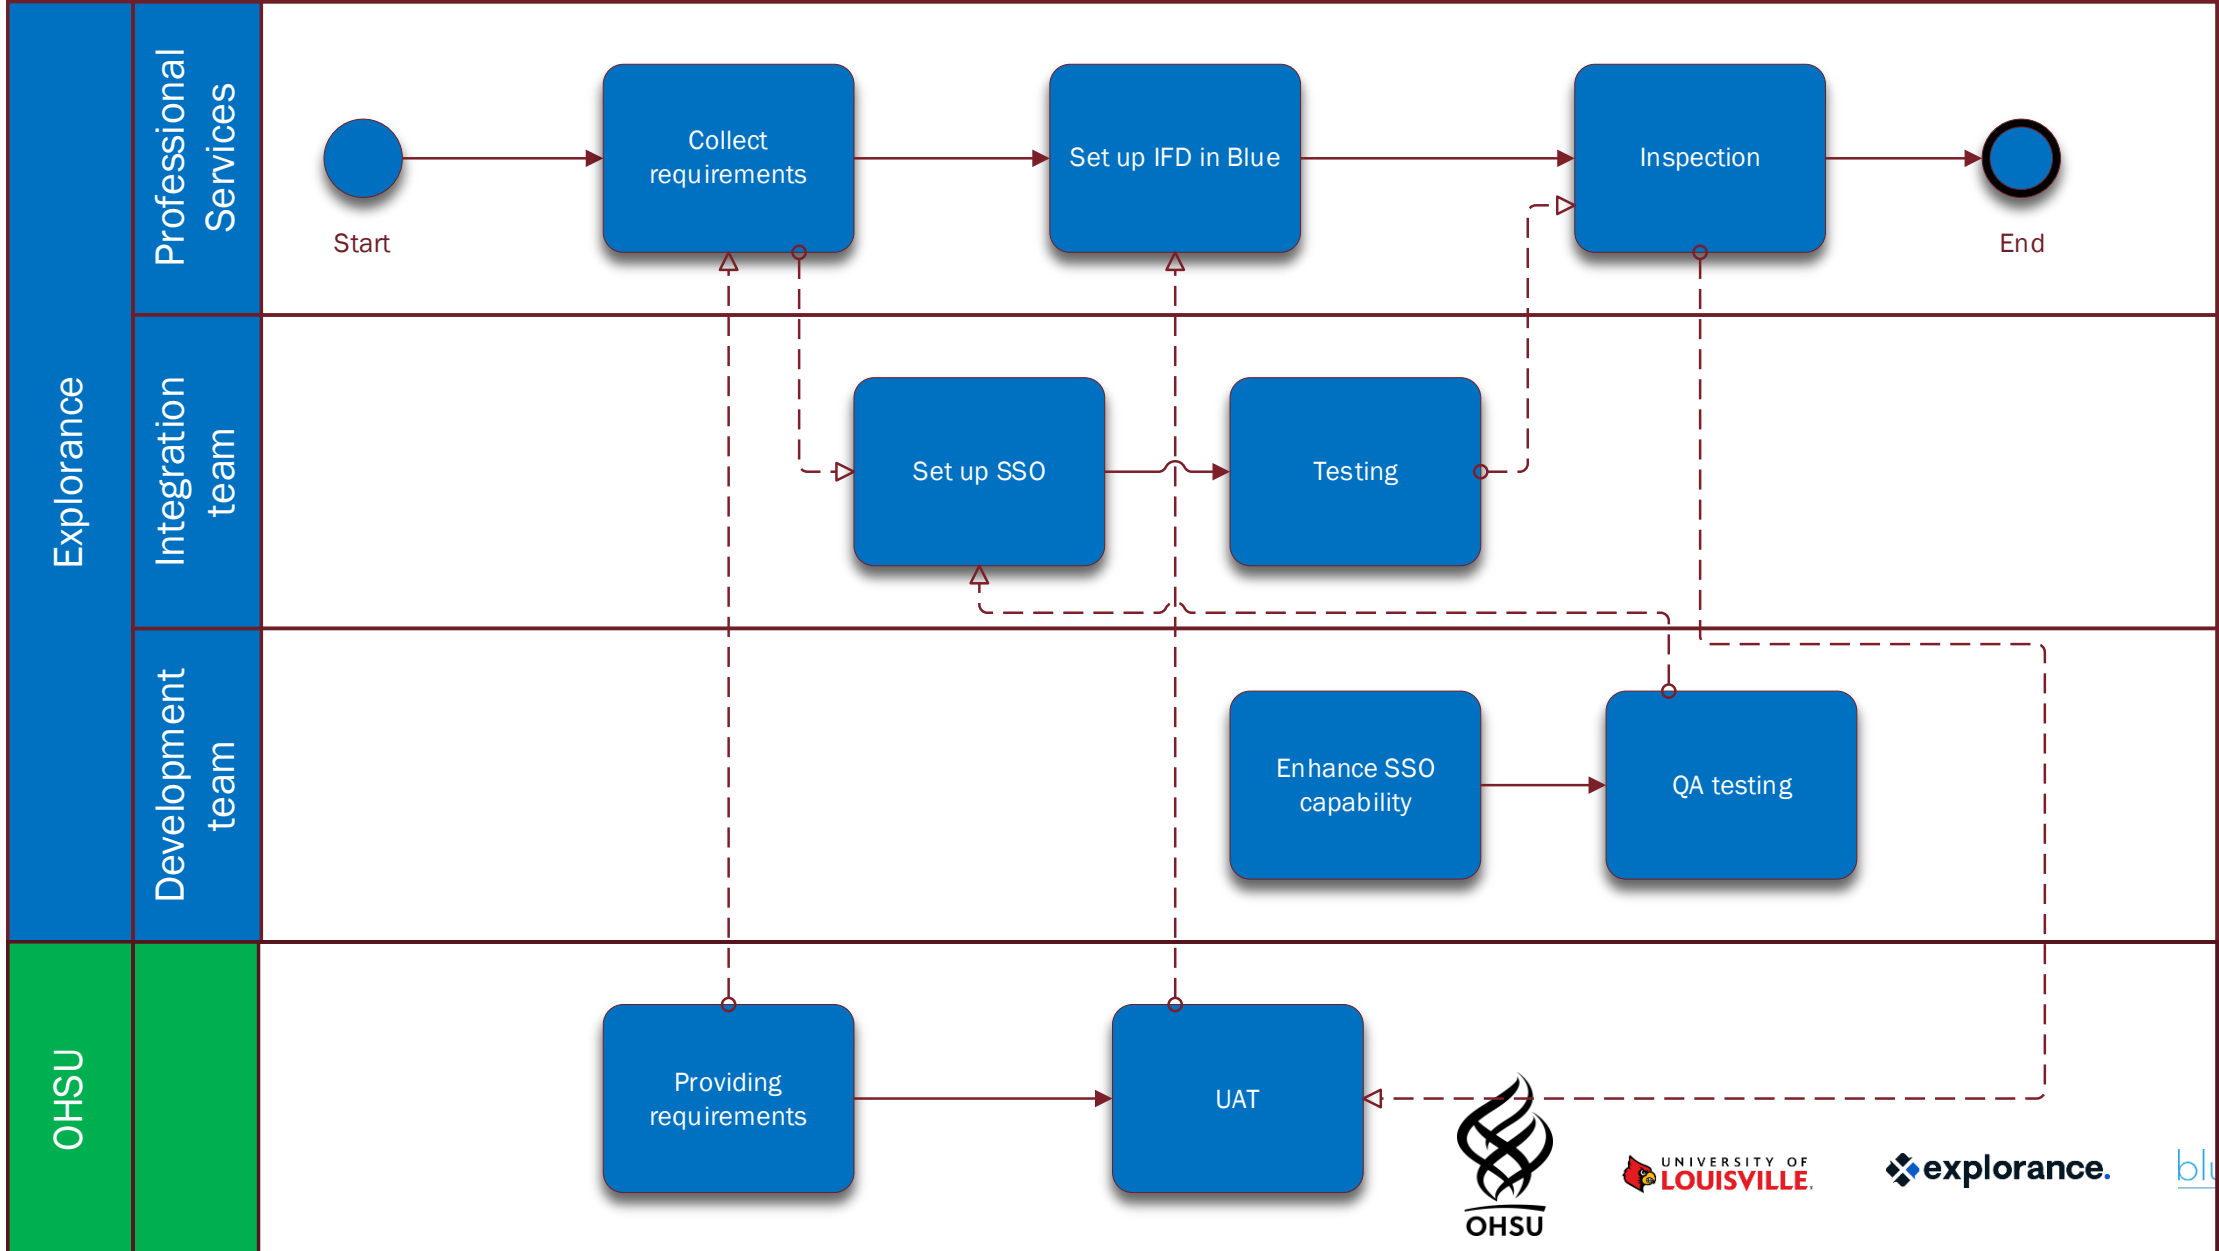 Explorance
Professional
Services
Start
Collect
requirements
Set up IFD in Blue
Inspection
End
Integration
team
Set up SSO
Testing
Development
team
Enhance SSO
capability
QA testing
OHSU
Providing
requirements
UAT
OHSU
UNIVERSITY OF
LOUISVILLE.
explorance.